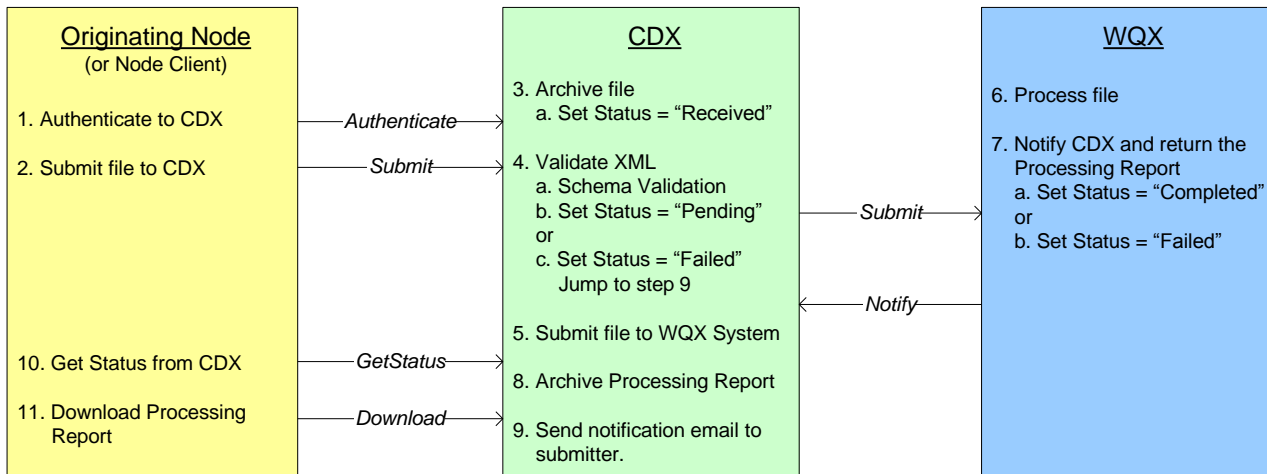 Originating Node
(or Node Client)
1. Authenticate to CDX
2. Submit file to CDX
10. Get Status from CDX
11. Download Processing
Report
Authenticate
Submit
GetStatus
Download
CDX
3. Archive file
a. Set Status = “Received”
4. Validate XML
a. Schema Validation
b. Set Status = “Pending”
or
c. Set Status = “Failed”
Jump to step 9
5. Submit file to WQX System
8. Archive Processing Report
9. Send notification email to
submitter.
Submit
Notify
WQX
6. Process file
7. Notify CDX and return the
Processing Report
a. Set Status = “Completed”
or
b. Set Status = “Failed”